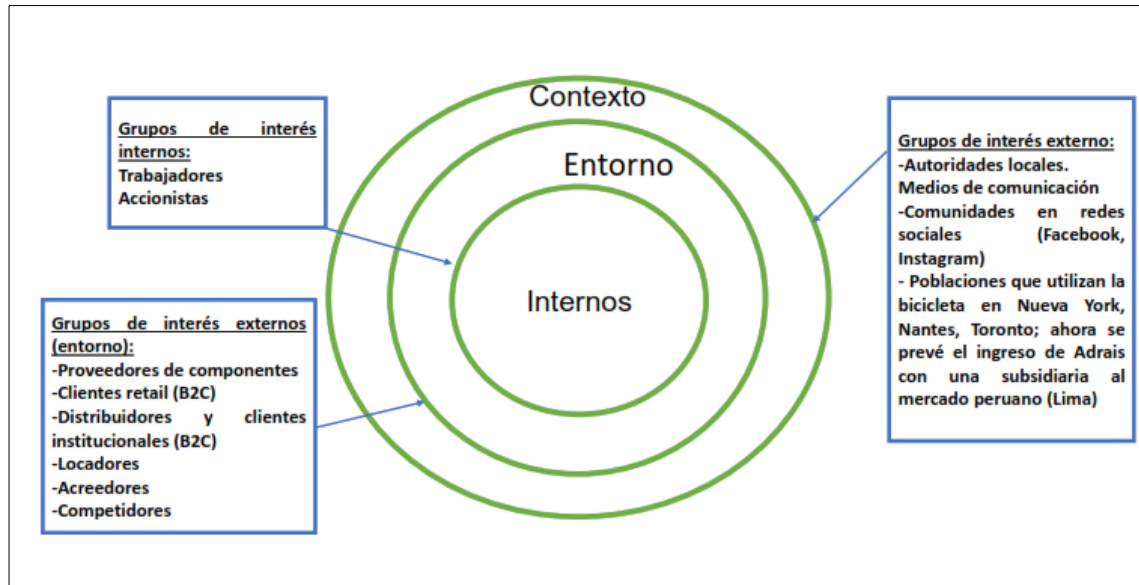 Contexto
Entorno
Internos
Grupos de interés
internos:
Trabajadores
Accionistas
Grupos de interés externos
(entorno):
-Proveedores de componentes
-Clientes retail (B2C)
-Distribuidores y clientes
institucionales (B2C)
-Locadores
-Acreedores
-Competidores
Grupos de interés externo:
-Autoridades locales.
Medios de comunicación
-Comunidades en redes
sociales (Facebook,
Instagram)
- Poblaciones que utilizan la
bicicleta en Nueva York,
Nantes, Toronto; ahora se
prevé el ingreso de Adrais
con una subsidiaria al
mercado peruano (Lima)